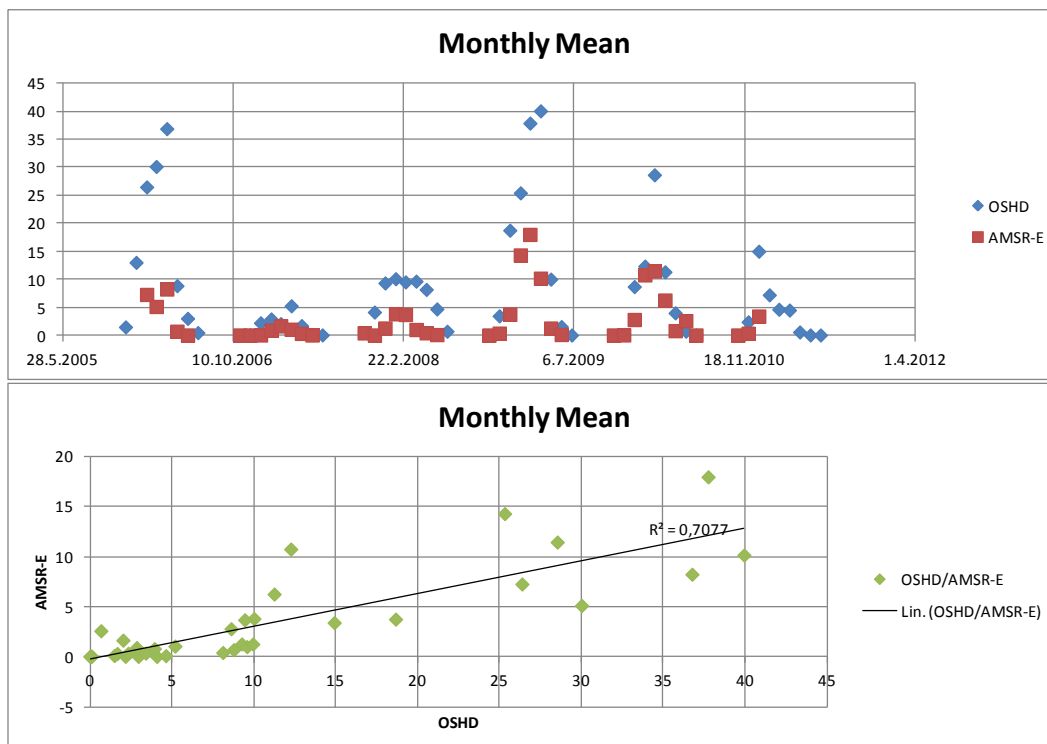 Monthly Mean
45
40
35
30
25
20
15
10
5
0
28.5.2005 10.10.2006 22.2.2008 6.7.2009 18.11.2010 1.4.2012
OSHD
AMSR-E
Monthly Mean
20
15
10
5
0
-5
AMSR-E
R² = 0,7077
0 5 10 15 20 25 30 35 40 45
OSHD
OSHD/AMSR-E
Lin. (OSHD/AMSR-E)